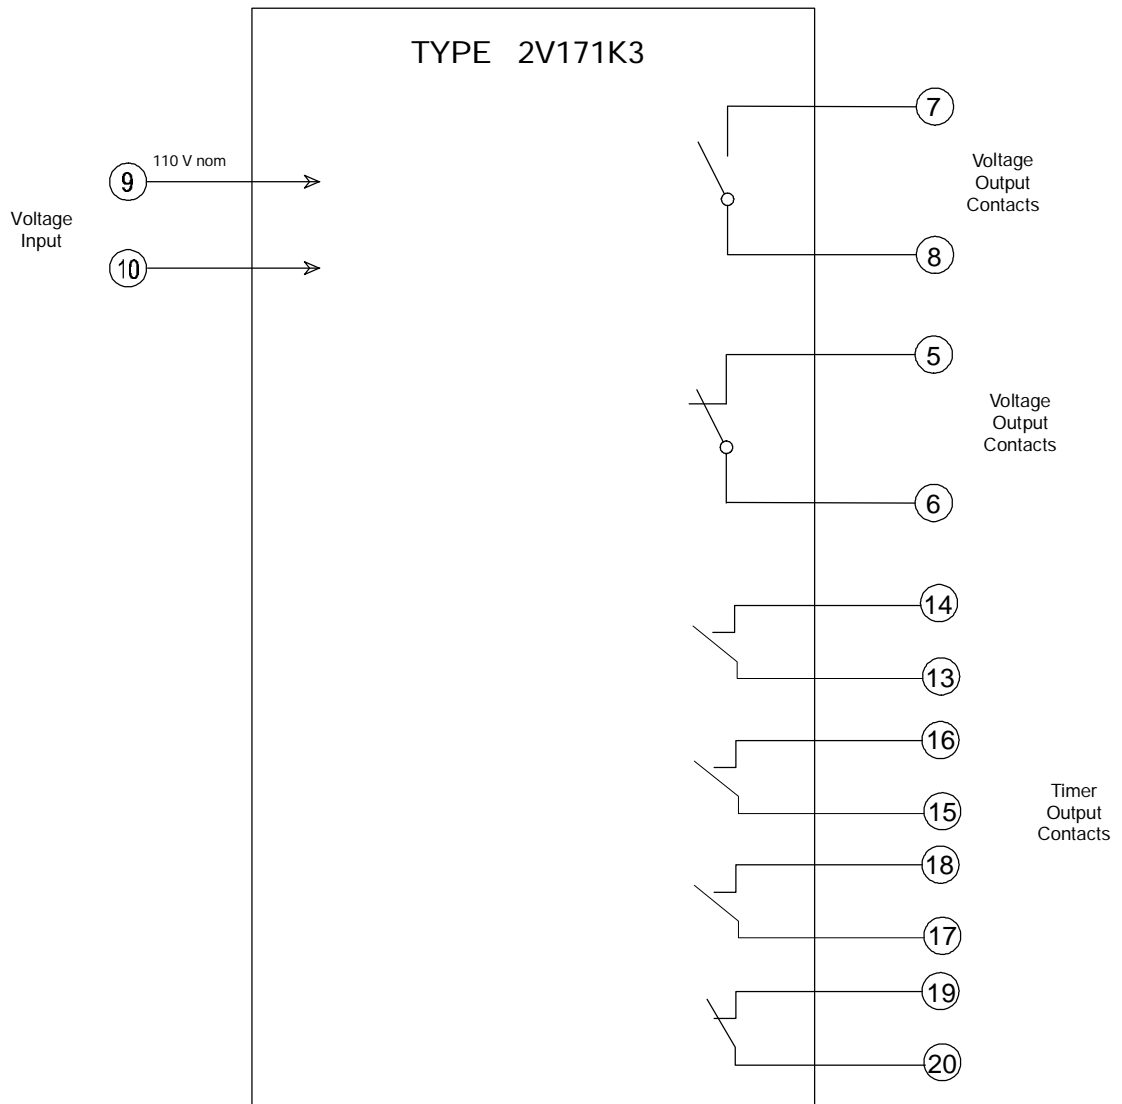 TYPE 2V171K3
7
110 V nom
9
Voltage
Input
10
Voltage
Output
Contacts
8
5
Voltage
Output
Contacts
6
14
13
16
15
Timer
Output
Contacts
18
17
19
20